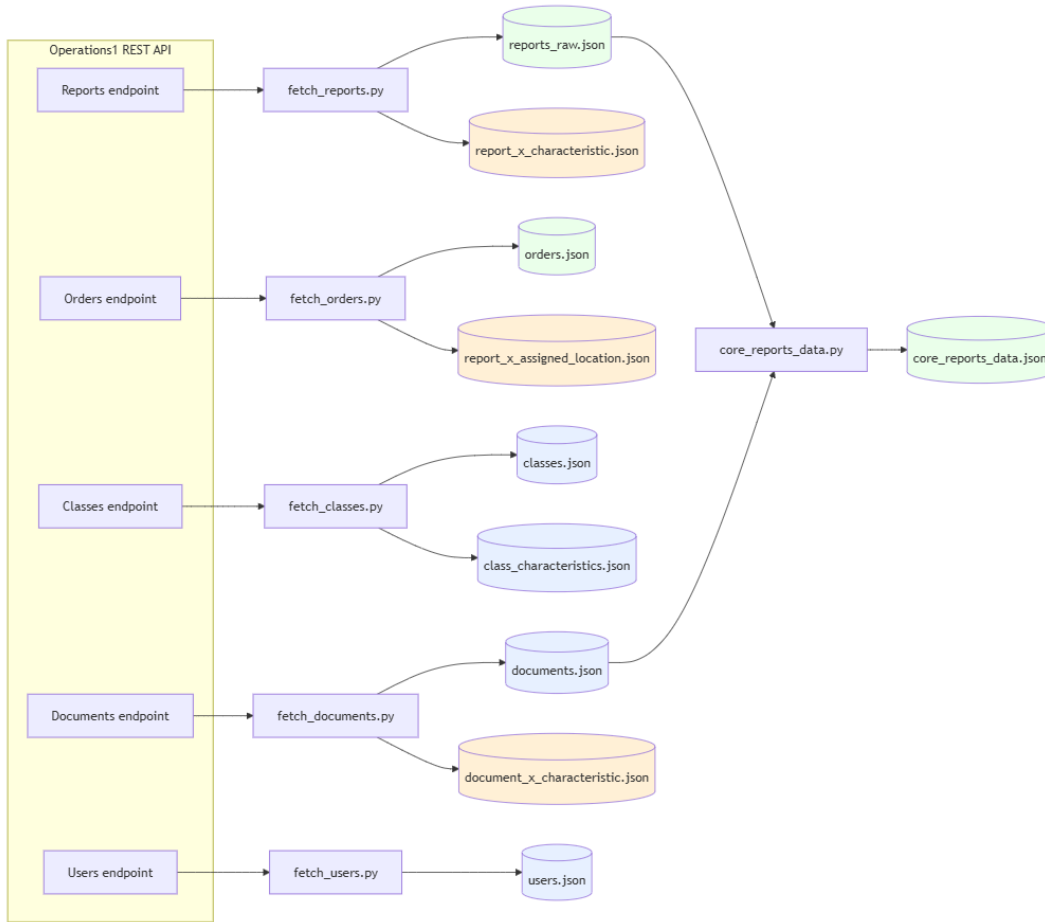 Operations1 REST API
Reports endpoint
fetch_reports.py
reports_raw.json
report_x_characteristic.json
Orders endpoint
fetch_orders.py
orders.json
report_x_assigned_location.json
core_reports_data.py
core_reports_data.json
Classes endpoint
fetch_classes.py
classes.json
class_characteristics.json
Documents endpoint
fetch_documents.py
documents.json
document_x_characteristic.json
Users endpoint
fetch_users.py
users.json